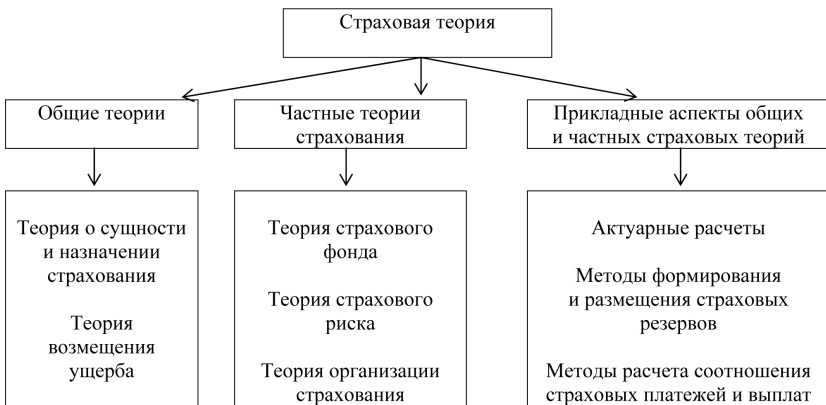 Страховая теория
Общие теории
Частные теории
страхования
Прикладные аспекты общих
и частных страховых теорий
Теория о сущности
и назначении
страхования
Теория
возмещения
ущерба
Теория страхового
фонда
Теория страхового
риска
Теория организации
страхования
Актуарные расчеты
Методы формирования
и размещения страховых
резервов
Методы расчета соотношения
страховых платежей и выплат